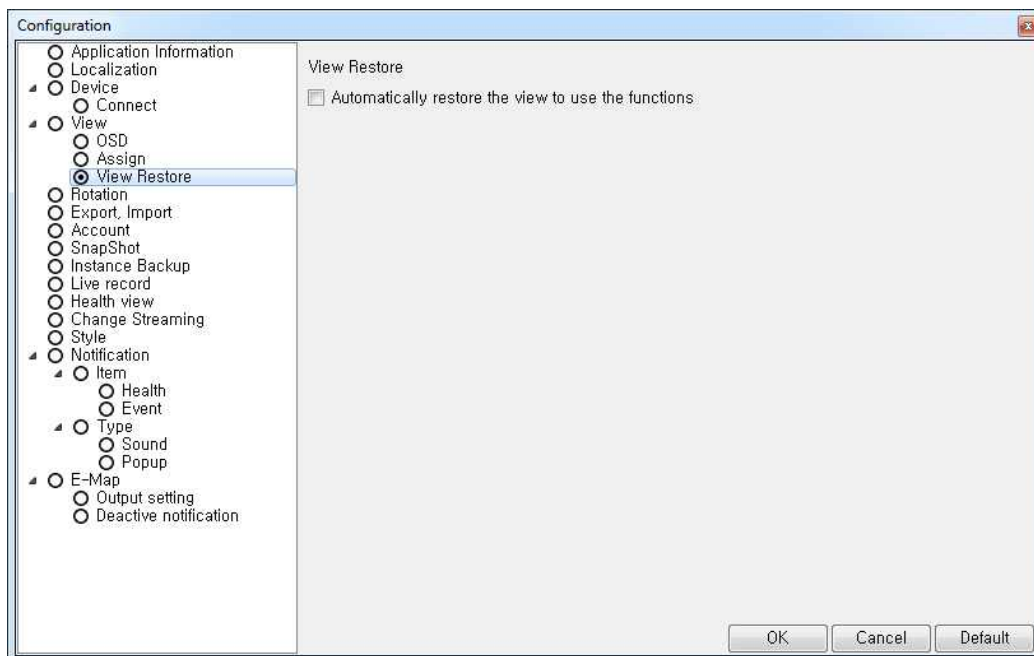 Configuration
Application Information
Localization
Device
Connect
View
OSD
Assign
View Restore
Rotation
Export, Import
Account
SnapShot
Instance Backup
Live record
Health view
Change Streaming
Style
Notification
Item
Health
Event
Type
Sound
Popup
E-Map
Output setting
Deactive notification
View Restore
Automatically restore the view to use the functions
OK
Cancel
Default